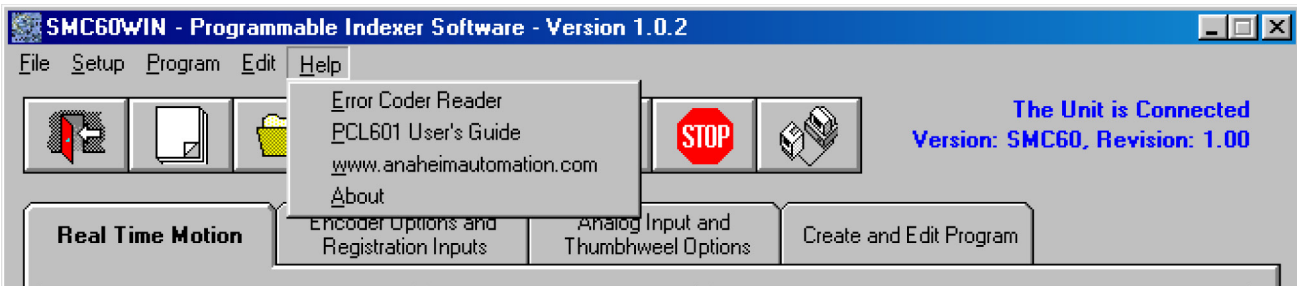 SMC60WIN - Programmable Indexer Software - Version 1.0.2
File Setup Program Edit Help
Error Coder Reader
PCL601 User's Guide
www.anaheimautomation.com
About
STOP
The Unit is Connected
Version: SMC60, Revision: 1.00
Real Time Motion
Encoder Options and
Registration Inputs
Analog Input and
Thumbhweel Options
Create and Edit Program